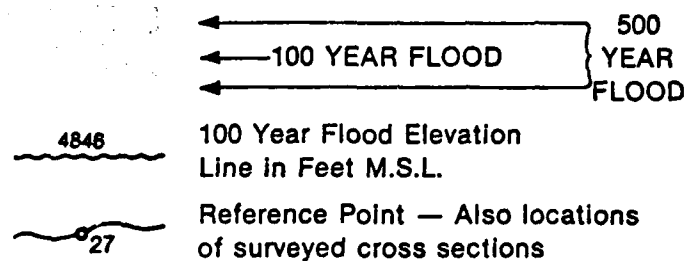 500
100 YEAR FLOOD YEAR
FLOOD
4846
100 Year Flood Elevation
Line in Feet M.S.L.
Reference Point — Also locations
27
of surveyed cross sections